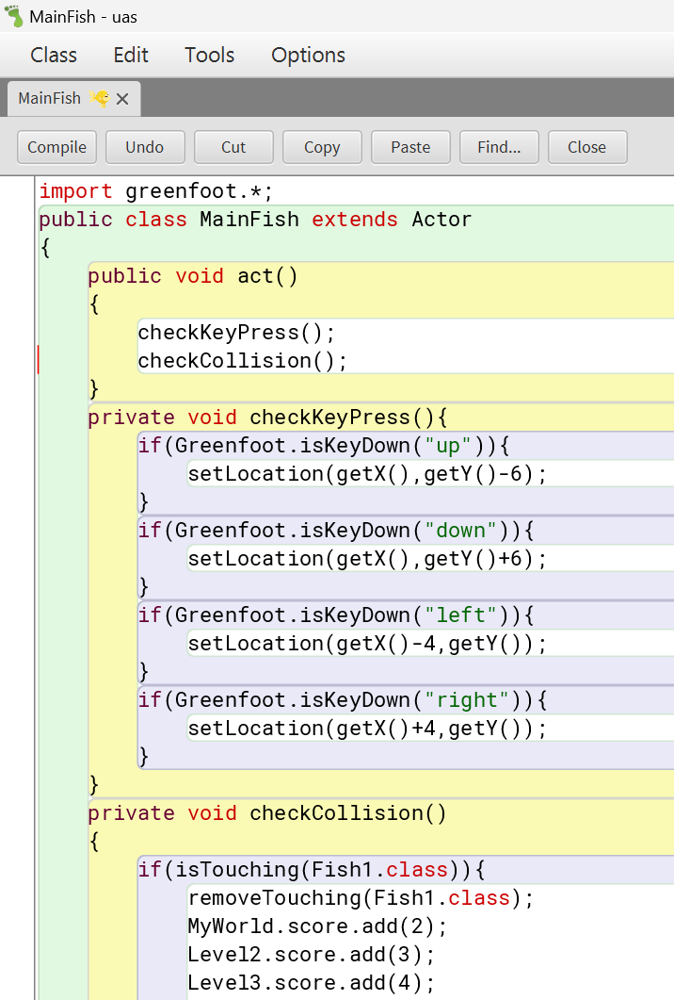 MainFish - uas
Class Edit Tools Options
MainFish
Compile Undo Cut Copy Paste Find... Close
import greenfoot.*;
public class MainFish extends Actor
{
    public void act()
    {
        checkKeyPress();
        checkCollision();
    }
    private void checkKeyPress(){
        if(Greenfoot.isKeyDown("up")){
            setLocation(getX(),getY()-6);
        }
        if(Greenfoot.isKeyDown("down")){
            setLocation(getX(),getY()+6);
        }
        if(Greenfoot.isKeyDown("left")){
            setLocation(getX()-4,getY());
        }
        if(Greenfoot.isKeyDown("right")){
            setLocation(getX()+4,getY());
        }
    }
    private void checkCollision()
    {
        if(isTouching(Fish1.class)){
            removeTouching(Fish1.class);
            MyWorld.score.add(2);
            Level2.score.add(3);
            Level3.score.add(4);